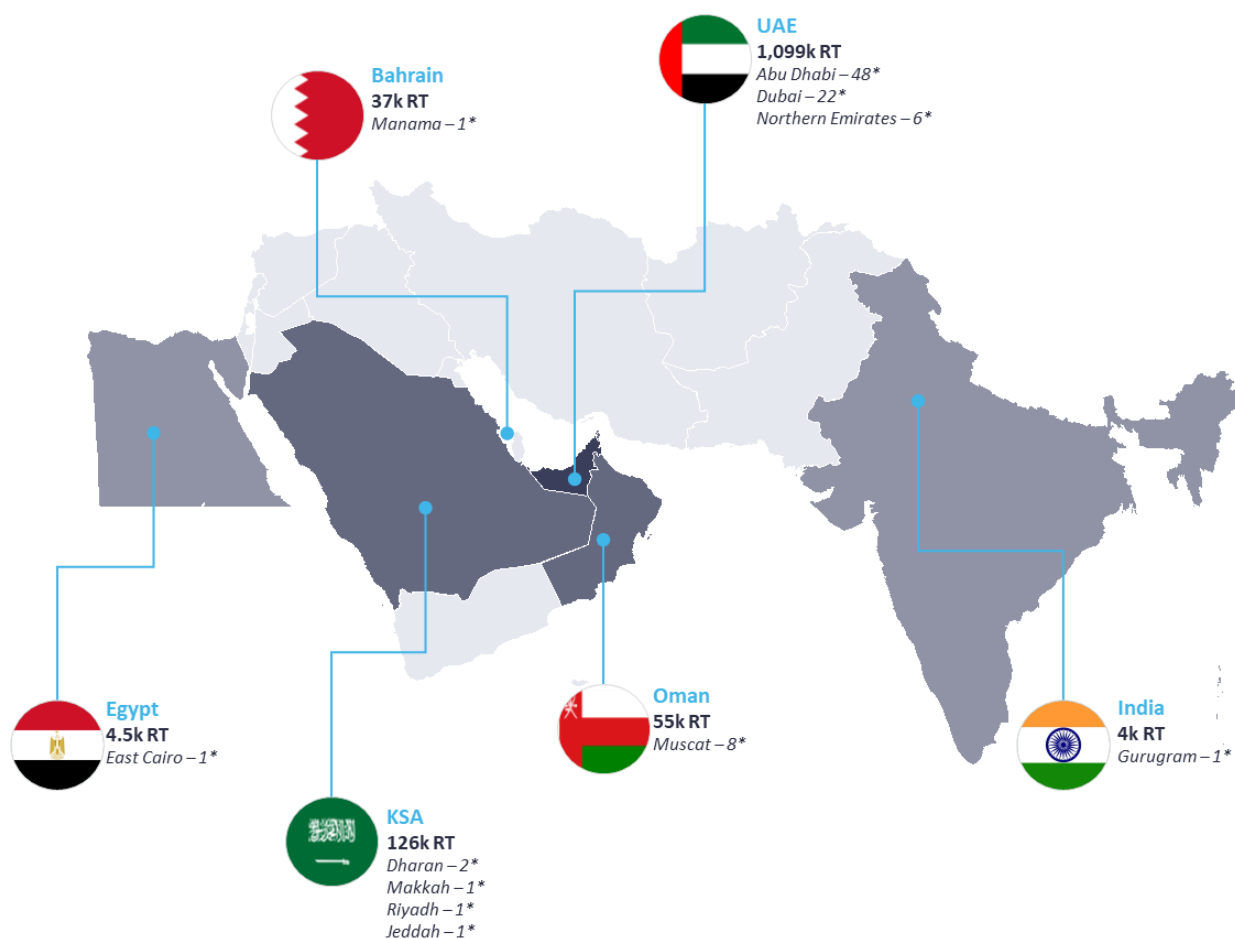 UAE
1,099k RT
Abu Dhabi – 48*
Dubai – 22*
Northern Emirates – 6*
Bahrain
37k RT
Manama – 1*
Egypt
4.5k RT
East Cairo – 1*
Oman
55k RT
Muscat – 8*
India
4k RT
Gurugram – 1*
KSA
126k RT
Dharan – 2*
Makkah – 1*
Riyadh – 1*
Jeddah – 1*